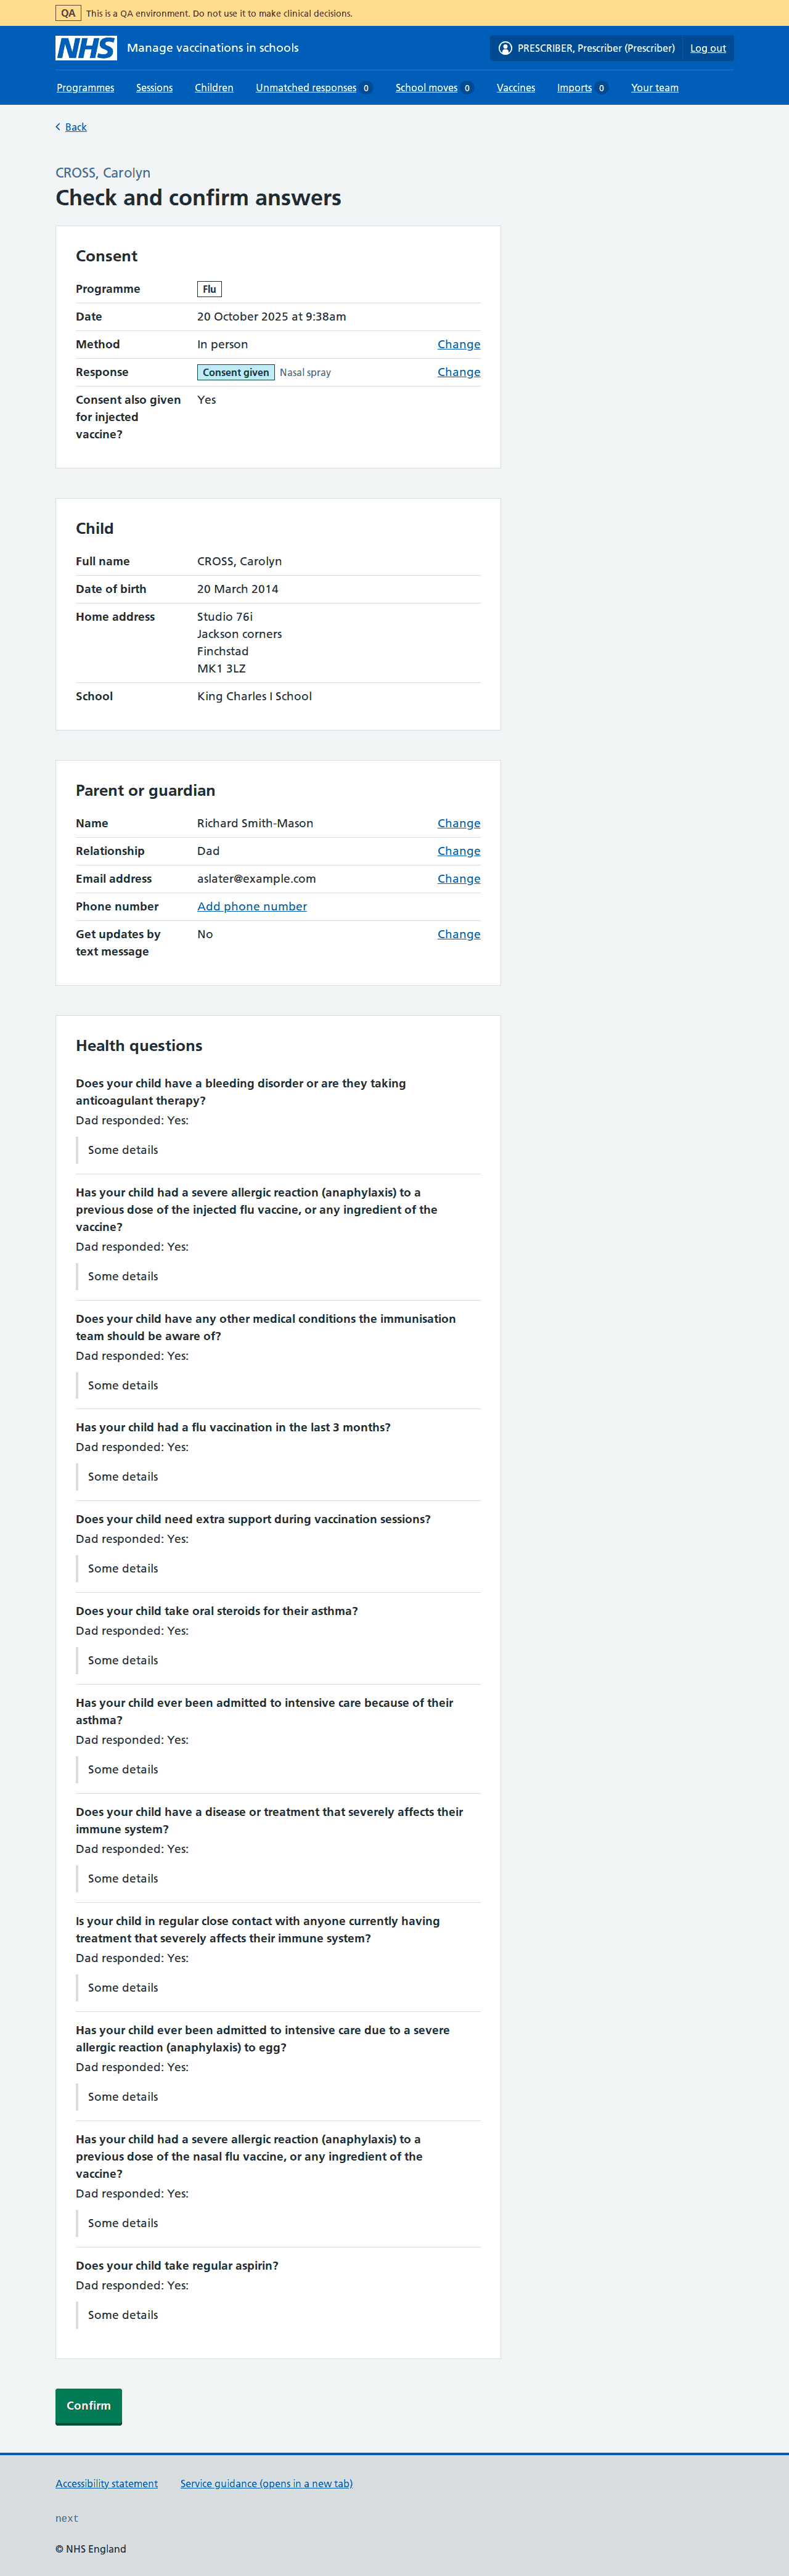 QA This is a QA environment. Do not use it to make clinical decisions.
NHS Manage vaccinations in schools PRESCRIBER, Prescriber (Prescriber) Log out
Programmes Sessions Children Unmatched responses 0 School moves 0 Vaccines Imports 0 Your team
Back
CROSS, Carolyn
Check and confirm answers
Consent
Programme Flu
Date 20 October 2025 at 9:38am
Method In person Change
Response Consent given Nasal spray Change
Consent also given Yes
for injected
vaccine?
Child
Full name CROSS, Carolyn
Date of birth 20 March 2014
Home address Studio 76i
Jackson corners
Finchstad
MK1 3LZ
School King Charles I School
Parent or guardian
Name Richard Smith-Mason Change
Relationship Dad Change
Email address aslater@example.com Change
Phone number Add phone number
Get updates by No Change
text message
Health questions
Does your child have a bleeding disorder or are they taking
anticoagulant therapy?
Dad responded: Yes:
Some details
Has your child had a severe allergic reaction (anaphylaxis) to a
previous dose of the injected flu vaccine, or any ingredient of the
vaccine?
Dad responded: Yes:
Some details
Does your child have any other medical conditions the immunisation
team should be aware of?
Dad responded: Yes:
Some details
Has your child had a flu vaccination in the last 3 months?
Dad responded: Yes:
Some details
Does your child need extra support during vaccination sessions?
Dad responded: Yes:
Some details
Does your child take oral steroids for their asthma?
Dad responded: Yes:
Some details
Has your child ever been admitted to intensive care because of their
asthma?
Dad responded: Yes:
Some details
Does your child have a disease or treatment that severely affects their
immune system?
Dad responded: Yes:
Some details
Is your child in regular close contact with anyone currently having
treatment that severely affects their immune system?
Dad responded: Yes:
Some details
Has your child ever been admitted to intensive care due to a severe
allergic reaction (anaphylaxis) to egg?
Dad responded: Yes:
Some details
Has your child had a severe allergic reaction (anaphylaxis) to a
previous dose of the nasal flu vaccine, or any ingredient of the
vaccine?
Dad responded: Yes:
Some details
Does your child take regular aspirin?
Dad responded: Yes:
Some details
Confirm
Accessibility statement Service guidance (opens in a new tab)
next
© NHS England